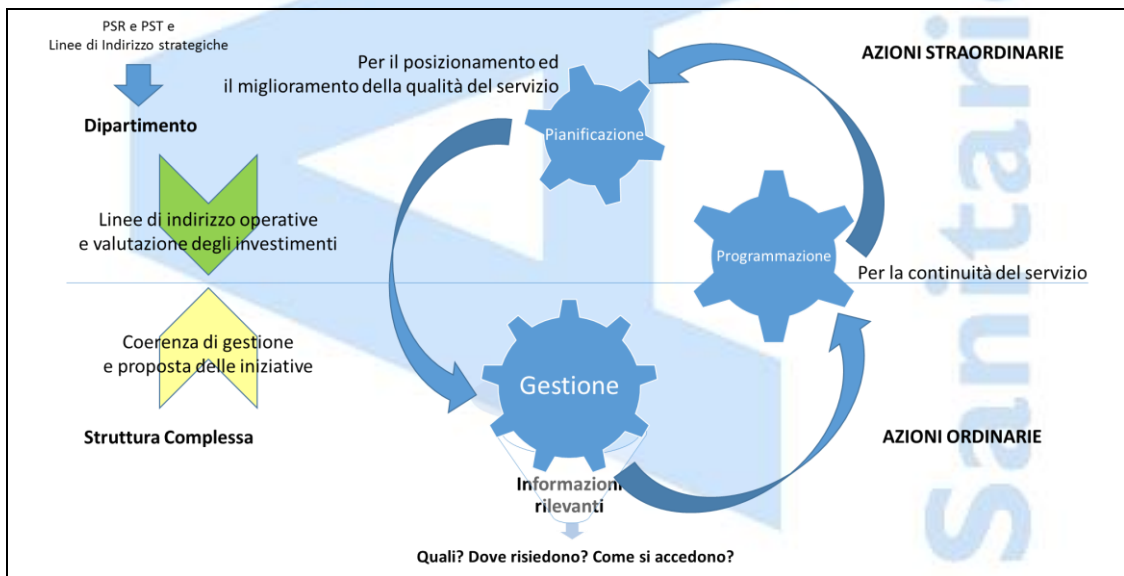 PSR e PST e
Linee di Indirizzo strategiche
Dipartimento
Linee di indirizzo operative
e valutazione degli investimenti
Coerenza di gestione
e proposta delle iniziative
Struttura Complessa
Per il posizionamento ed
il miglioramento della qualità del servizio
Pianificazione
Programmazione
Gestione
Informazioni
rilevanti
Quali? Dove risiedono? Come si accedono?
AZIONI STRAORDINARIE
Per la continuità del servizio
AZIONI ORDINARIE
Sanitari